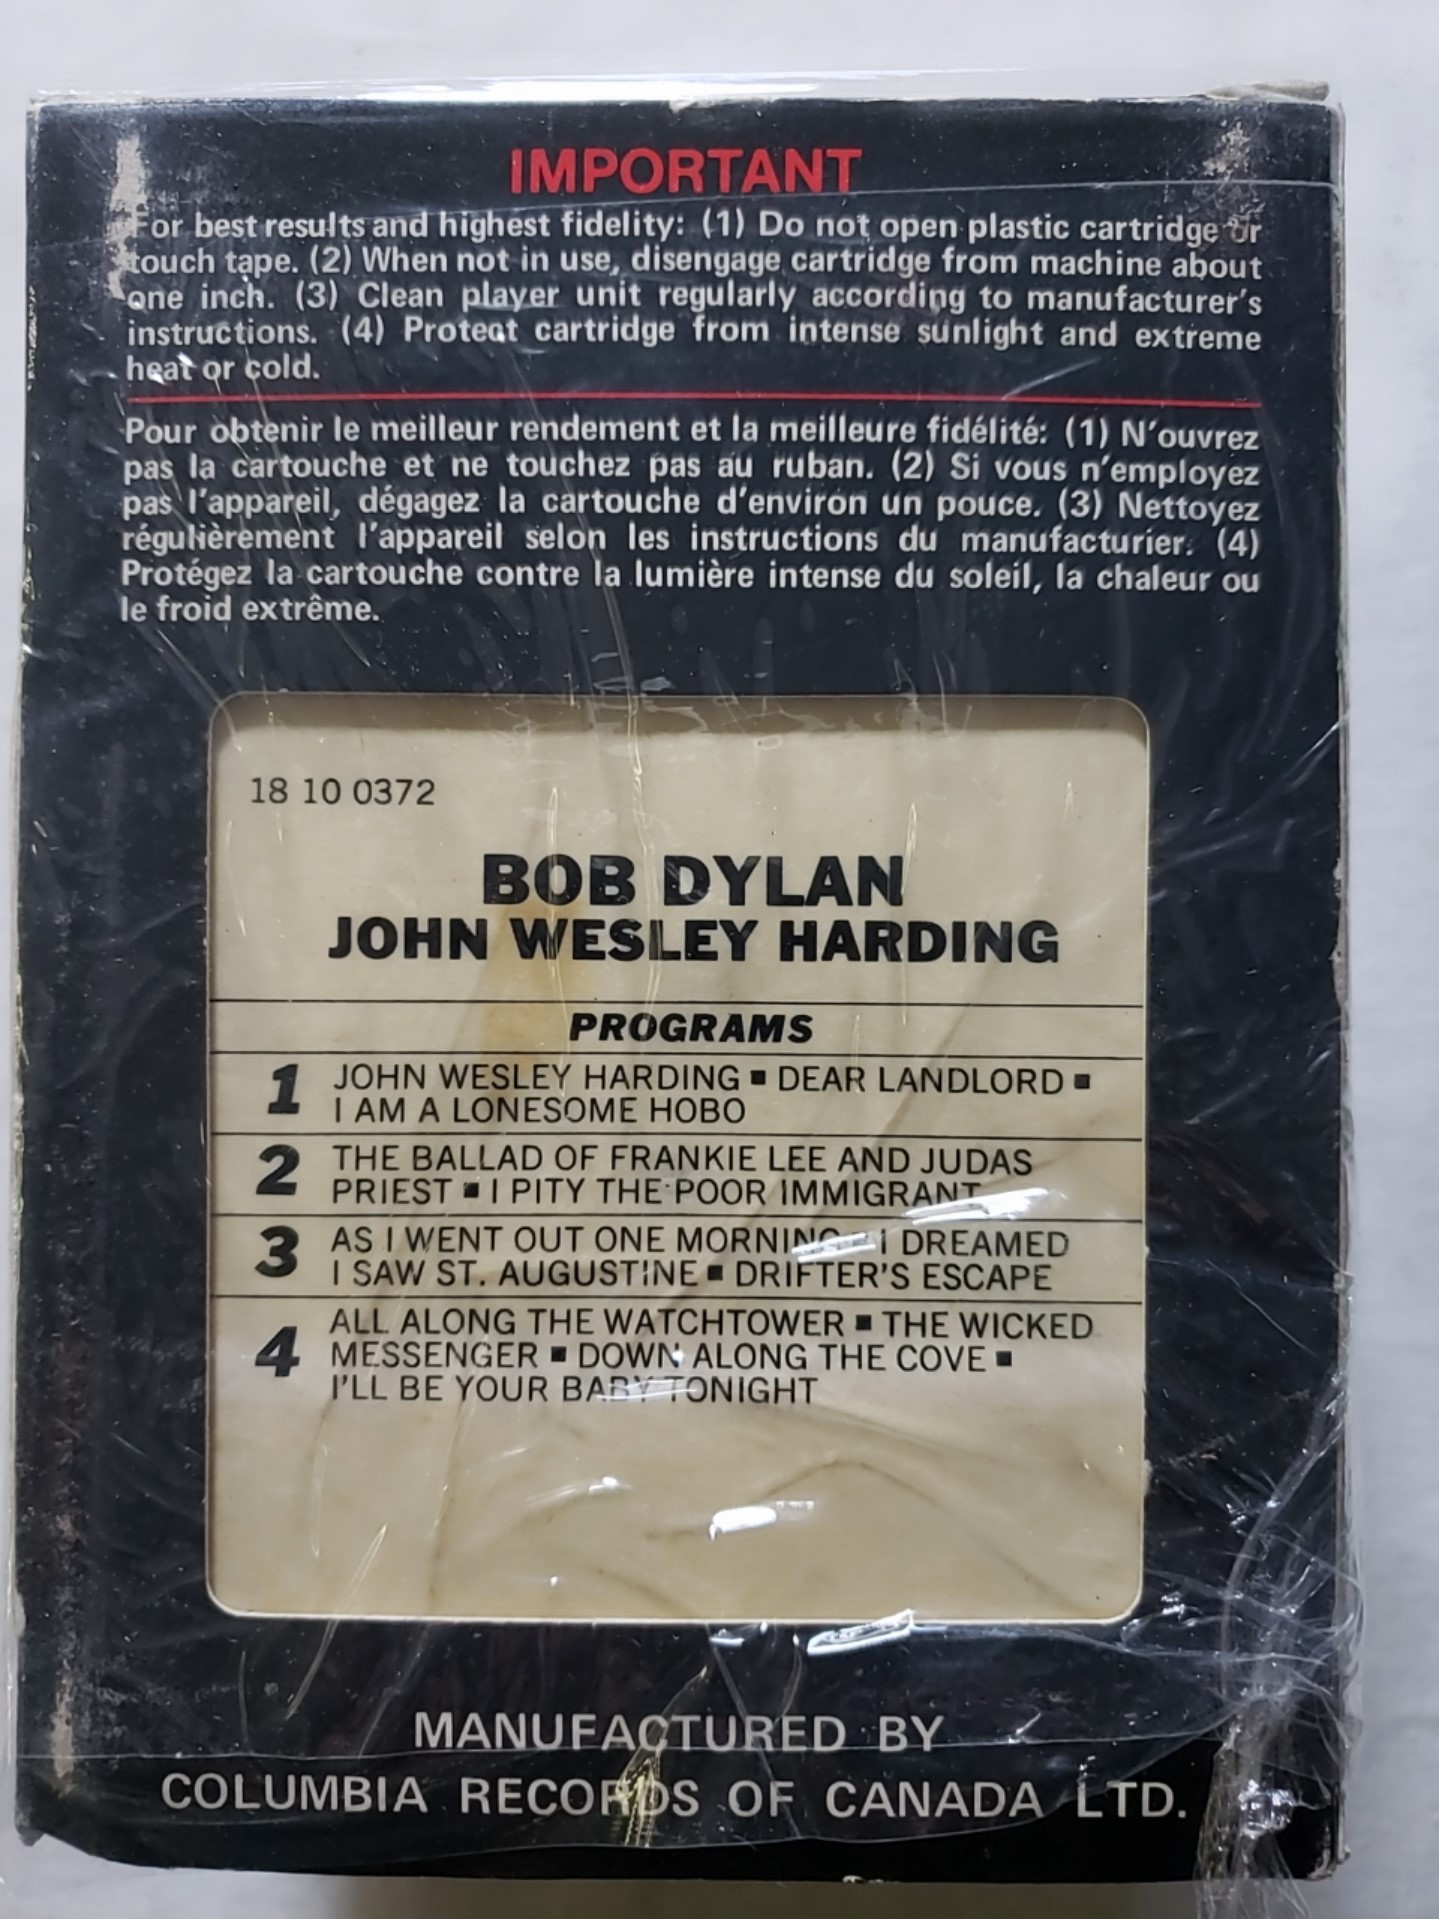 IMPORTANT
For best results and highest fidelity: (1) Do not open plastic cartridge or
touch tape. (2) When not in use, disengage cartridge from machine about
one inch. (3) Clean player unit regularly according to manufacturer's
instructions. (4) Protect cartridge from intense sunlight and extreme
heat or cold.
Pour obtenir le meilleur rendement et la meilleure fidélité: (1) N'ouvrez
pas la cartouche et ne touchez pas au ruban. (2) Si vous n'employez
pas l'appareil, dégagez la cartouche d'environ un pouce. (3) Nettoyez
régulièrement l'appareil selon les instructions du manufacturier. (4)
Protégez la cartouche contre la lumière intense du soleil, la chaleur ou
le froid extrême.
18 10 0372
BOB DYLAN
JOHN WESLEY HARDING
PROGRAMS
1 JOHN WESLEY HARDING ▪ DEAR LANDLORD ▪
I AM A LONESOME HOBO
2 THE BALLAD OF FRANKIE LEE AND JUDAS
PRIEST ▪ I PITY THE POOR IMMIGRANT
3 AS I WENT OUT ONE MORNING ▪ I DREAMED
I SAW ST. AUGUSTINE ▪ DRIFTER'S ESCAPE
4 ALL ALONG THE WATCHTOWER ▪ THE WICKED
MESSENGER ▪ DOWN ALONG THE COVE ▪
I'LL BE YOUR BABY TONIGHT
MANUFACTURED BY
COLUMBIA RECORDS OF CANADA LTD.